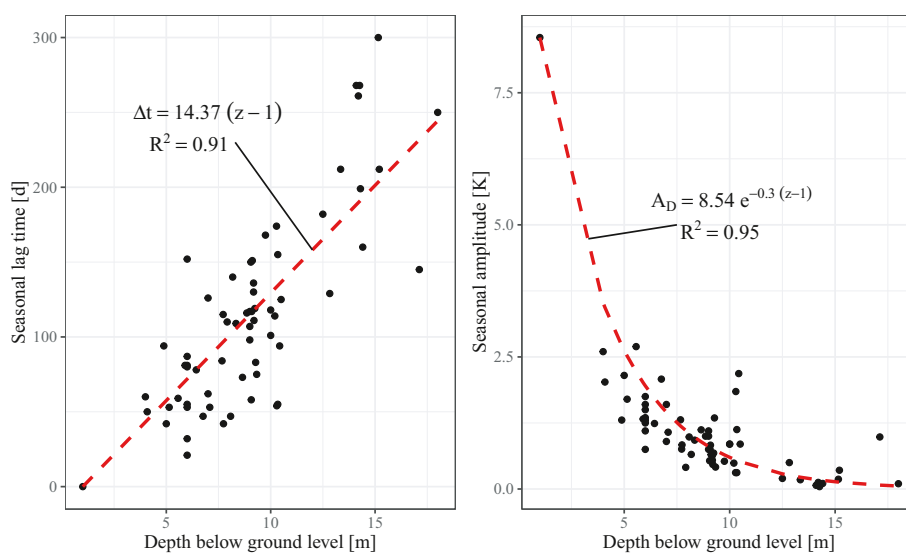 300
200
100
0
Seasonal lag time [d]
Δt = 14.37 (z−1)
R² = 0.91
5
10
15
Depth below ground level [m]
7.5
5.0
2.5
0.0
Seasonal amplitude [K]
A_D = 8.54 e^−0.3 (z−1)
R² = 0.95
5
10
15
Depth below ground level [m]